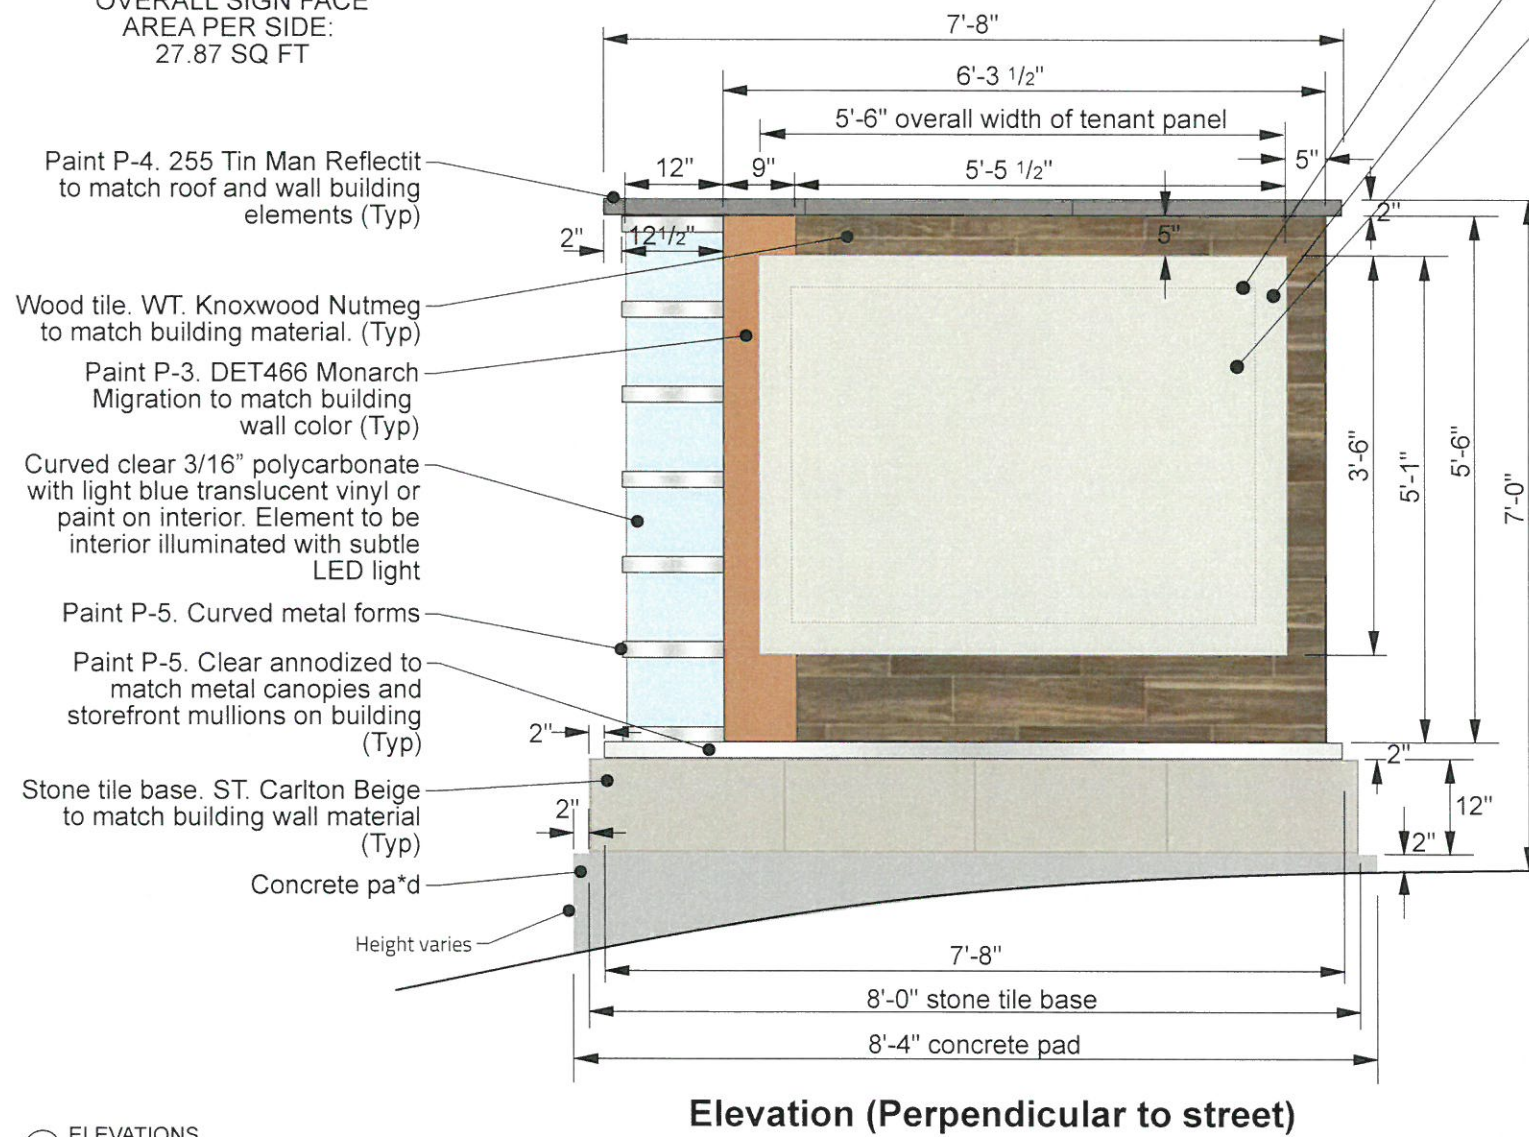 OVERALL SIGN FACE
AREA PER SIDE:
27.87 SQ FT
7'-8"
6'-3 1/2"
5'-6" overall width of tenant panel
12"
9"
5'-5 1/2"
5"
Paint P-4. 255 Tin Man Reflectit
to match roof and wall building
elements (Typ)
2"
2"
12 1/2"
5"
Wood tile. WT. Knoxwood Nutmeg
to match building material. (Typ)
Paint P-3. DET466 Monarch
Migration to match building
wall color (Typ)
Curved clear 3/16” polycarbonate
with light blue translucent vinyl or
paint on interior. Element to be
interior illuminated with subtle
LED light
3'-6"
5'-1"
5'-6"
7'-0"
Paint P-5. Curved metal forms
Paint P-5. Clear annodized to
match metal canopies and
storefront mullions on building
(Typ)
2"
2"
Stone tile base. ST. Carlton Beige
to match building wall material
(Typ)
2"
12"
2"
Concrete pa*d
Height varies
7'-8"
8'-0" stone tile base
8'-4" concrete pad
Elevation (Perpendicular to street)
ELEVATIONS